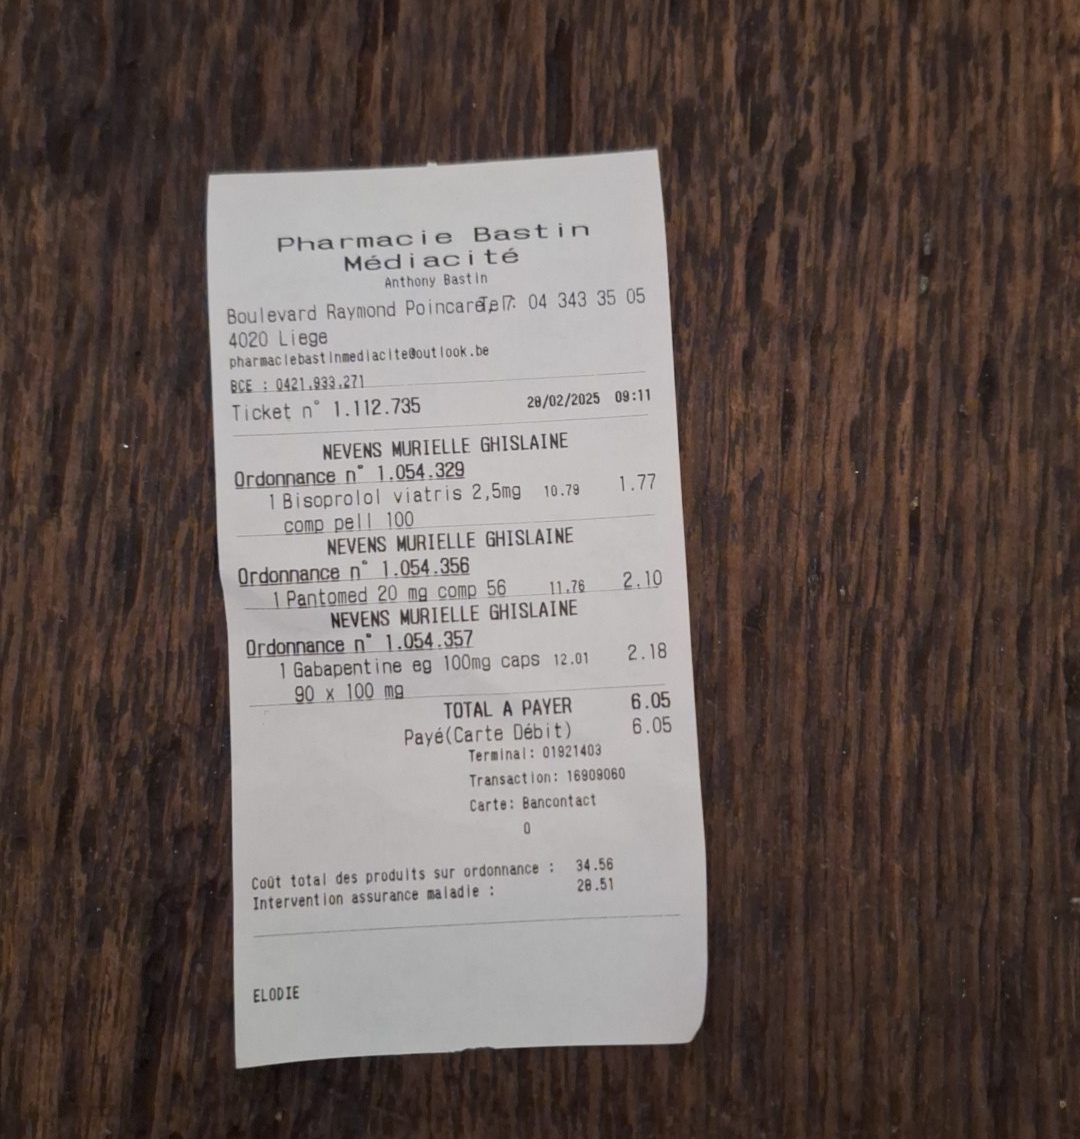 Pharmacie Bastin
Médiacité
Anthony Bastin
Boulevard Raymond Poincaré, 7 Tel : 04 343 35 05
4020 Liege
pharmaciebastinmediacite@outlook.be
BCE : 0421.933.271
Ticket n° 1.112.735 28/02/2025 09:11
NEVENS MURIELLE GHISLAINE
Ordonnance n° 1.054.329
1 Bisoprolol viatris 2,5mg 10.79 1.77
comp pell 100
NEVENS MURIELLE GHISLAINE
Ordonnance n° 1.054.356
1 Pantomed 20 mg comp 56 11.76 2.10
NEVENS MURIELLE GHISLAINE
Ordonnance n° 1.054.357
1 Gabapentine eg 100mg caps 12.01 2.18
90 x 100 mg
TOTAL A PAYER 6.05
Payé(Carte Débit) 6.05
Terminal: 01921403
Transaction: 16909060
Carte: Bancontact
0
Coût total des produits sur ordonnance : 34.56
Intervention assurance maladie : 28.51
ELODIE